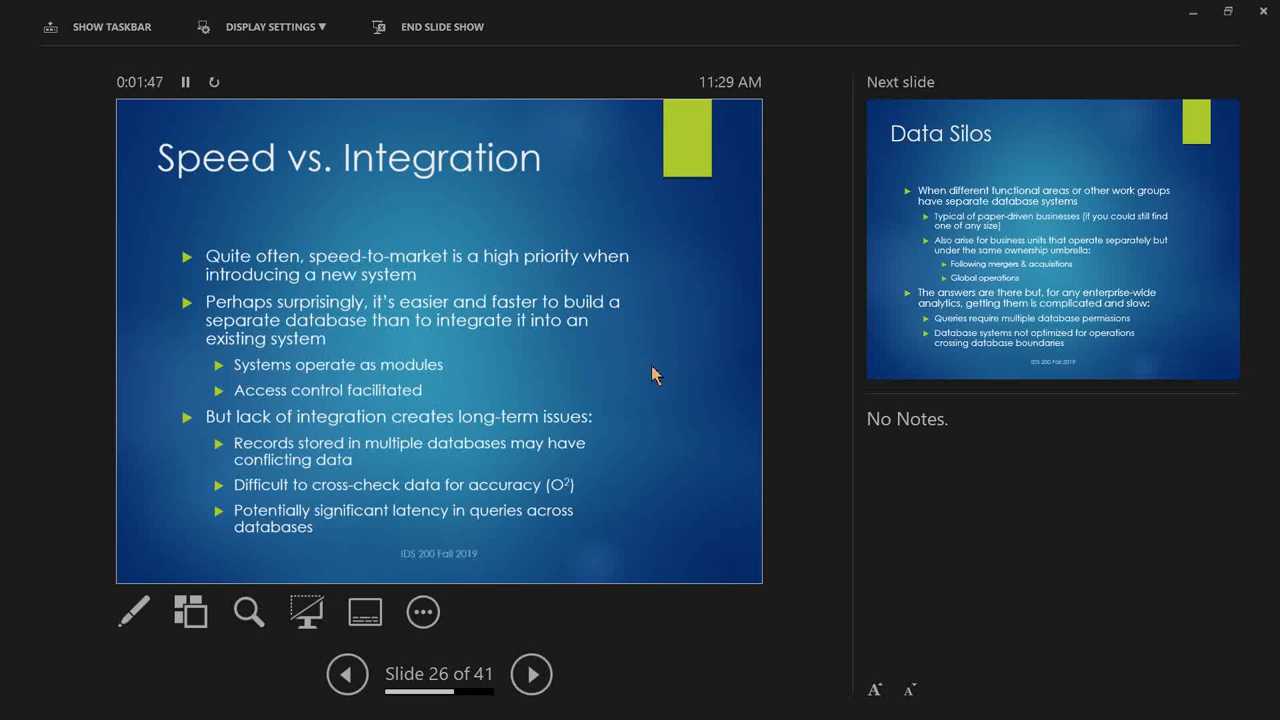 SHOW TASKBAR
DISPLAY SETTINGS ▼
END SLIDE SHOW
0:01:47
11:29 AM
Speed vs. Integration
Quite often, speed-to-market is a high priority when
introducing a new system
Perhaps surprisingly, it's easier and faster to build a
separate database than to integrate it into an
existing system
Systems operate as modules
Access control facilitated
But lack of integration creates long-term issues:
Records stored in multiple databases may have
conflicting data
Difficult to cross-check data for accuracy (O²)
Potentially significant latency in queries across
databases
IDS 200 Fall 2019
Slide 26 of 41
Next slide
Data Silos
When different functional areas or other work groups
have separate database systems
Typical of paper-driven businesses (if you could still find
one of any size)
Also arise for business units that operate separately but
under the same ownership umbrella:
Following mergers & acquisitions
Global operations
The answers are there but, for any enterprise-wide
analytics, getting them is complicated and slow:
Queries require multiple database permissions
Database systems not optimized for operations
crossing database boundaries
IDS 200 Fall 2019
No Notes.
A A